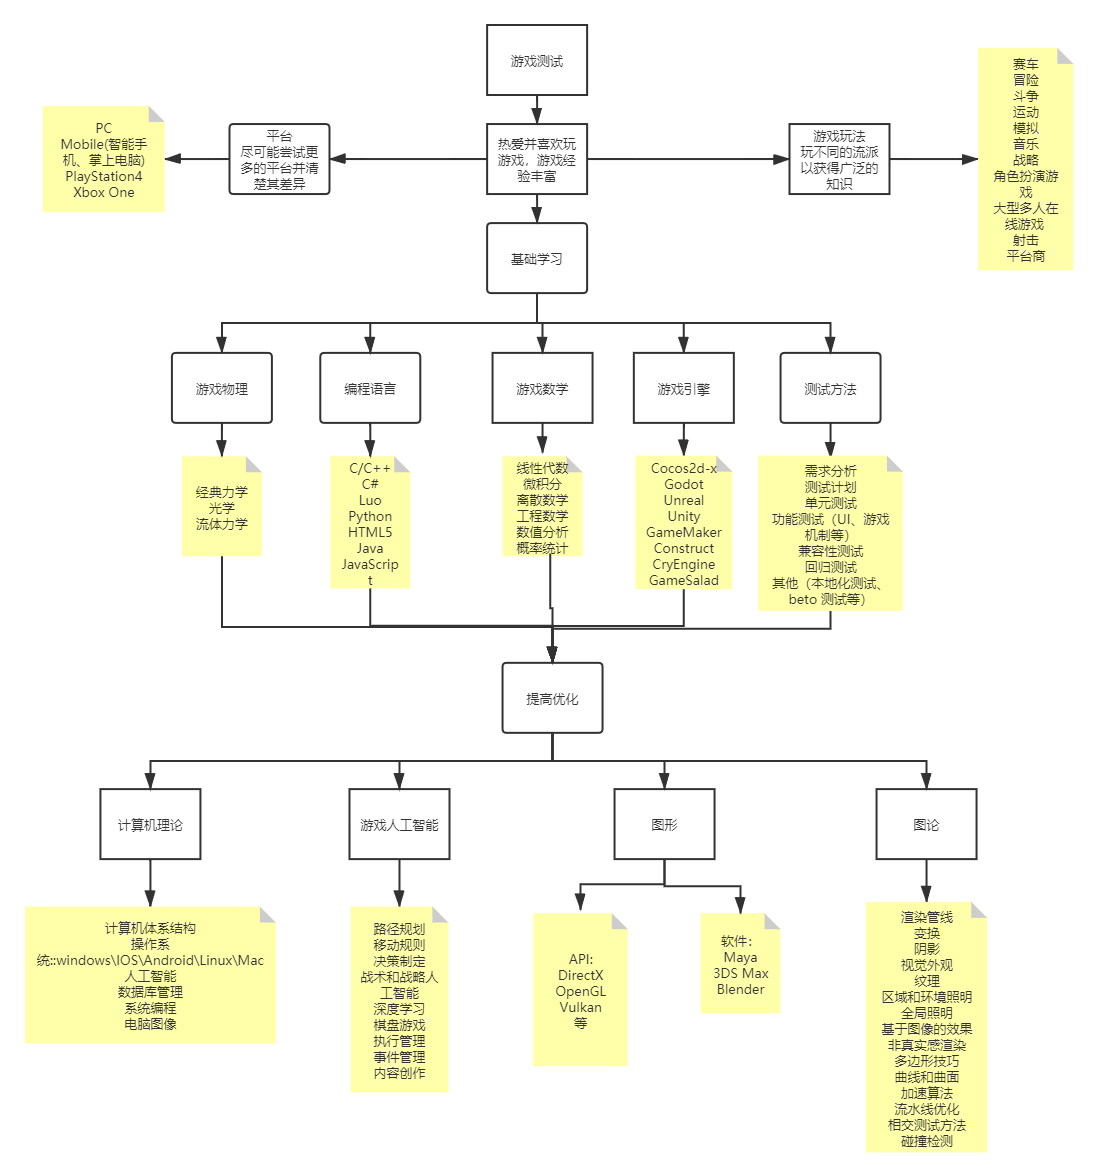 游戏测试
热爱并喜欢玩
游戏，游戏经
验丰富
平台
尽可能尝试更
多的平台并清
楚其差异
PC
Mobile(智能手
机、掌上电脑)
PlayStation4
Xbox One
游戏玩法
玩不同的流派
以获得广泛的
知识
赛车
冒险
斗争
运动
模拟
音乐
战略
角色扮演游
戏
大型多人在
线游戏
射击
平台商
基础学习
游戏物理
编程语言
游戏数学
游戏引擎
测试方法
经典力学
光学
流体力学
C/C++
C#
Luo
Python
HTML5
Java
JavaScrip
t
线性代数
微积分
离散数学
工程数学
数值分析
概率统计
Cocos2d-x
Godot
Unreal
Unity
GameMaker
Construct
CryEngine
GameSalad
需求分析
测试计划
单元测试
功能测试（UI、游戏
机制等）
兼容性测试
回归测试
其他（本地化测试、
beto 测试等）
提高优化
计算机理论
游戏人工智能
图形
图论
计算机体系结构
操作系
统::windows\IOS\Android\Linux\Mac
人工智能
数据库管理
系统编程
电脑图像
路径规划
移动规则
决策制定
战术和战略人
工智能
深度学习
棋盘游戏
执行管理
事件管理
内容创作
API:
DirectX
OpenGL
Vulkan
等
软件：
Maya
3DS Max
Blender
渲染管线
变换
阴影
视觉外观
纹理
区域和环境照明
全局照明
基于图像的效果
非真实感渲染
多边形技巧
曲线和曲面
加速算法
流水线优化
相交测试方法
碰撞检测